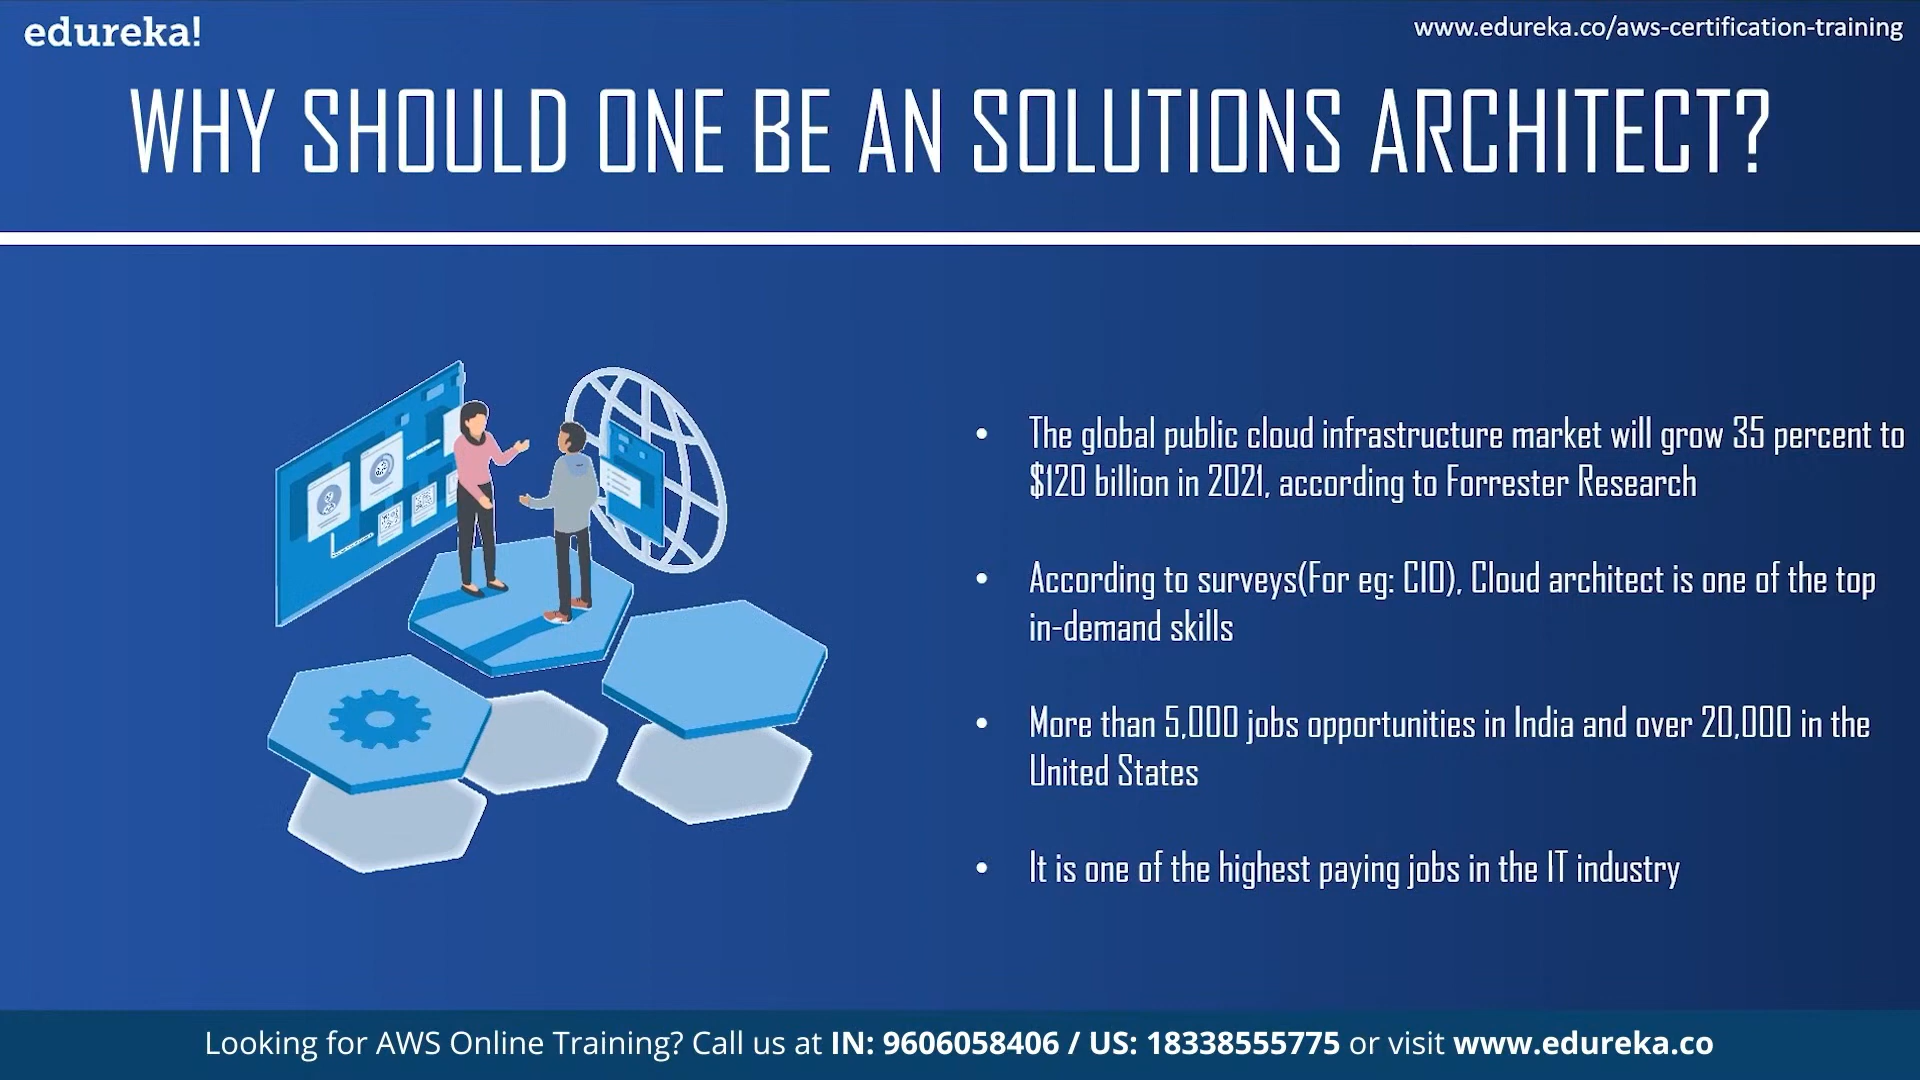 edureka!
www.edureka.co/aws-certification-training
WHY SHOULD ONE BE AN SOLUTIONS ARCHITECT?
• The global public cloud infrastructure market will grow 35 percent to
$120 billion in 2021, according to Forrester Research
• According to surveys(For eg: CIO), Cloud architect is one of the top
in-demand skills
• More than 5,000 jobs opportunities in India and over 20,000 in the
United States
• It is one of the highest paying jobs in the IT industry
Looking for AWS Online Training? Call us at IN: 9606058406 / US: 18338555775 or visit www.edureka.co